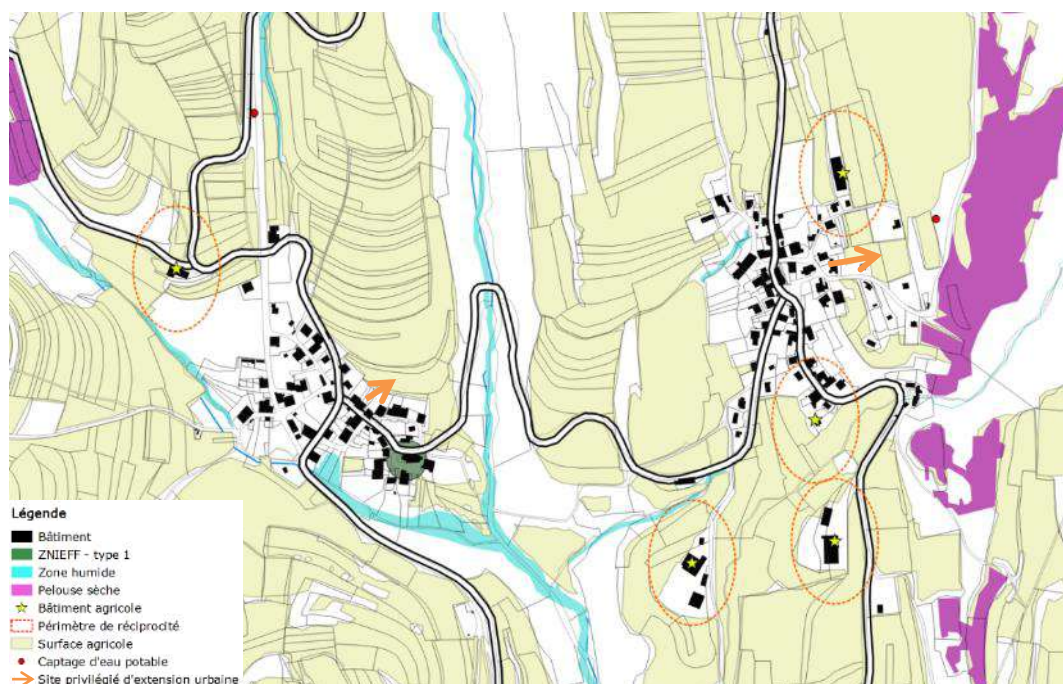 Légende
Bâtiment
ZNIEFF - type 1
Zone humide
Pelouse sèche
Bâtiment agricole
Périmètre de réciprocité
Surface agricole
Captage d'eau potable
Site privilégié d'extension urbaine